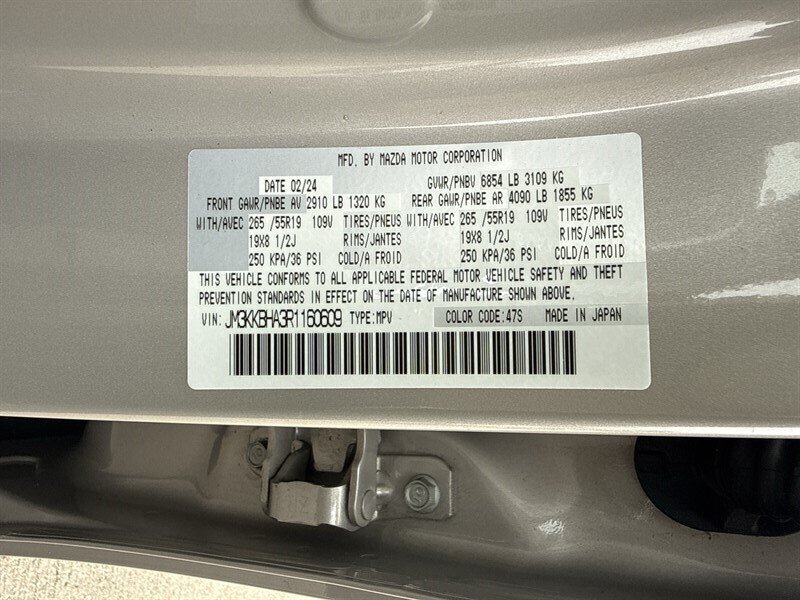 MFD. BY MAZDA MOTOR CORPORATION
DATE 02/24 GVWR/PNBV 6854 LB 3109 KG
FRONT GAWR/PNBE AV 2910 LB 1320 KG REAR GAWR/PNBE AR 4090 LB 1855 KG
WITH/AVEC 265 /55R19 109V TIRES/PNEUS WITH/AVEC 265 /55R19 109V TIRES/PNEUS
19X8 1/2J RIMS/JANTES 19X8 1/2J RIMS/JANTES
250 KPA/36 PSI COLD/A FROID 250 KPA/36 PSI COLD/A FROID
THIS VEHICLE CONFORMS TO ALL APPLICABLE FEDERAL MOTOR VEHICLE SAFETY AND THEFT
PREVENTION STANDARDS IN EFFECT ON THE DATE OF MANUFACTURE SHOWN ABOVE.
VIN: JM3KKBHA3R1160609 TYPE:MPV COLOR CODE:47S MADE IN JAPAN